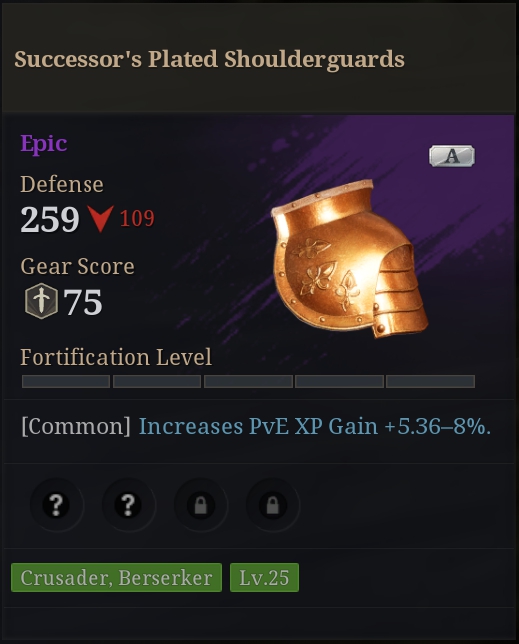 Successor's Plated Shoulderguards
Epic
A
Defense
259 109
Gear Score
75
Fortification Level
[Common] Increases PvE XP Gain +5.36–8%.
? ?
Crusader, Berserker Lv.25